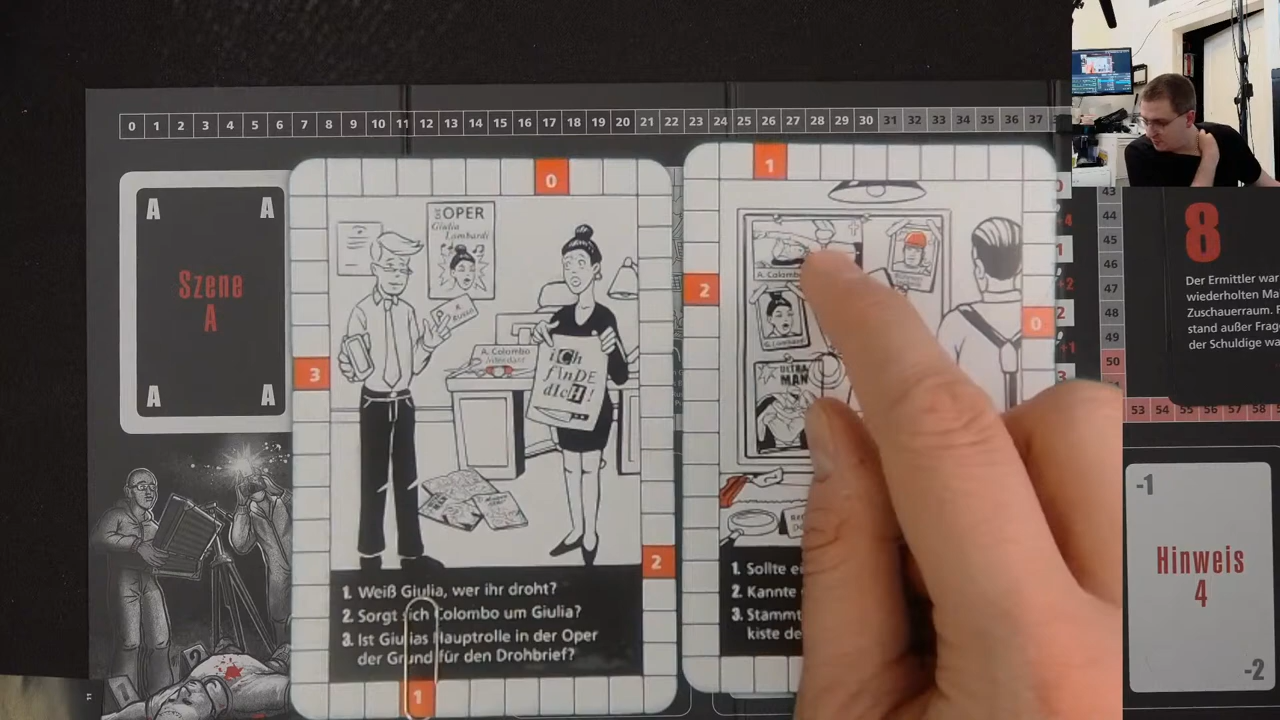 0 1 2 3 4 5 6 7 8 9 10 11 12 13 14 15 16 17 18 19 20 21 22 23 24 25 26 27 28 29 30 31 32 33 34 35 36 37
43
44
45
46
47
48
49
50
51
53 54 55 56 57 58
A A
Szene
A
A A
0
3
2
1
OPER
Giulia
Lombardi
A. Colombo
iCh
fInDE
dIcH!
1. Weiß Giulia, wer ihr droht?
2. Sorgt sich Colombo um Giulia?
3. Ist Giulias Hauptrolle in der Oper
der Grund für den Drohbrief?
1
2
0
A. Colombo
G. Lombardi
ULTRA
MAN
1. Sollte
2. Kannte
3. Stammt
kiste de
8
Der Ermittler war
wiederholten Ma
Zuschauerraum. F
stand außer Frage
der Schuldige wa
-1
Hinweis
4
-2